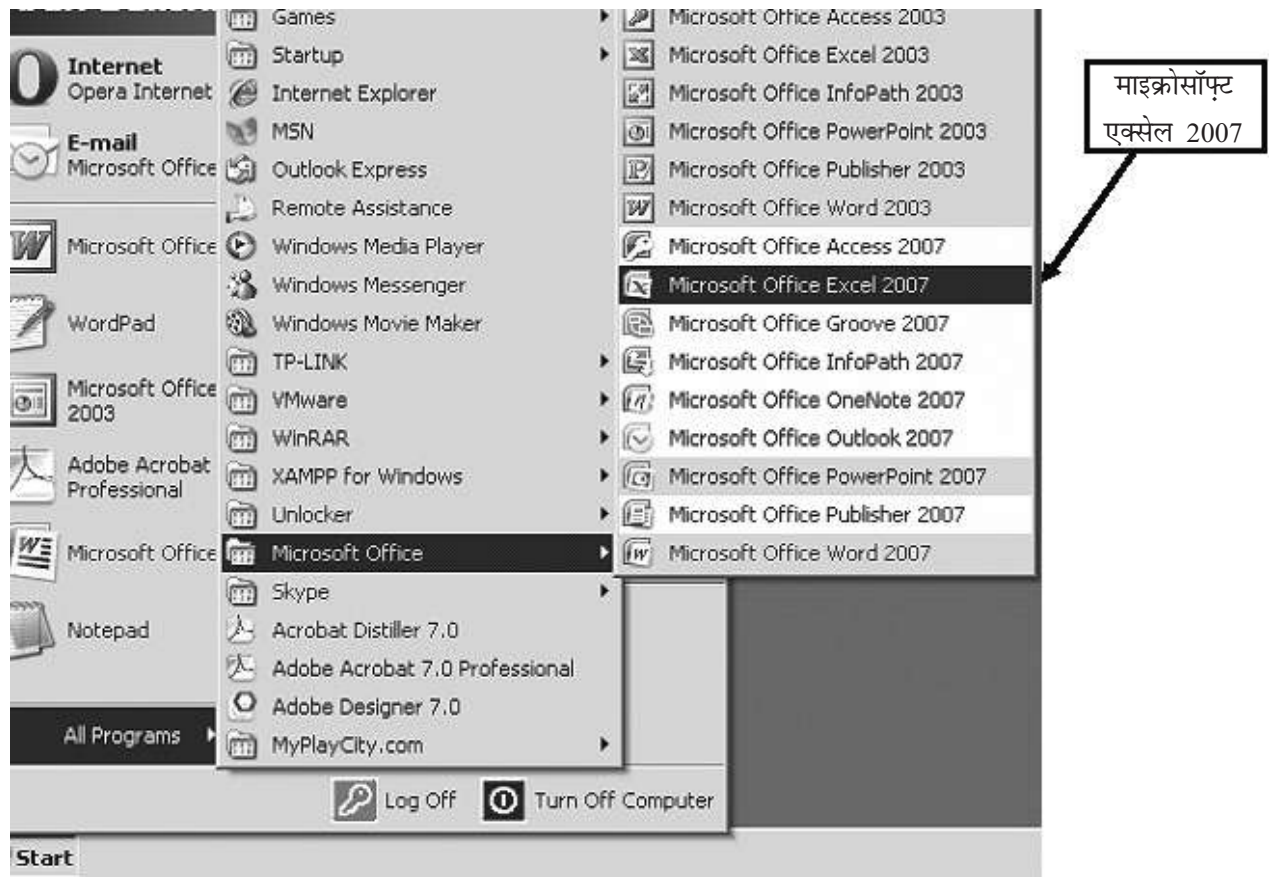 Internet
Opera Internet
E-mail
Microsoft Office
Microsoft Office
WordPad
Microsoft Office
2003
Adobe Acrobat
Professional
Microsoft Office
Notepad
All Programs
Games
Startup
Internet Explorer
MSN
Outlook Express
Remote Assistance
Windows Media Player
Windows Messenger
Windows Movie Maker
TP-LINK
VMware
WinRAR
XAMPP for Windows
Unlocker
Microsoft Office
Skype
Acrobat Distiller 7.0
Adobe Acrobat 7.0 Professional
Adobe Designer 7.0
MyPlayCity.com
Microsoft Office Access 2003
Microsoft Office Excel 2003
Microsoft Office InfoPath 2003
Microsoft Office PowerPoint 2003
Microsoft Office Publisher 2003
Microsoft Office Word 2003
Microsoft Office Access 2007
Microsoft Office Excel 2007
Microsoft Office Groove 2007
Microsoft Office InfoPath 2007
Microsoft Office OneNote 2007
Microsoft Office Outlook 2007
Microsoft Office PowerPoint 2007
Microsoft Office Publisher 2007
Microsoft Office Word 2007
माइक्रोसॉफ़्ट
एक्सेल 2007
Log Off
Turn Off Computer
Start